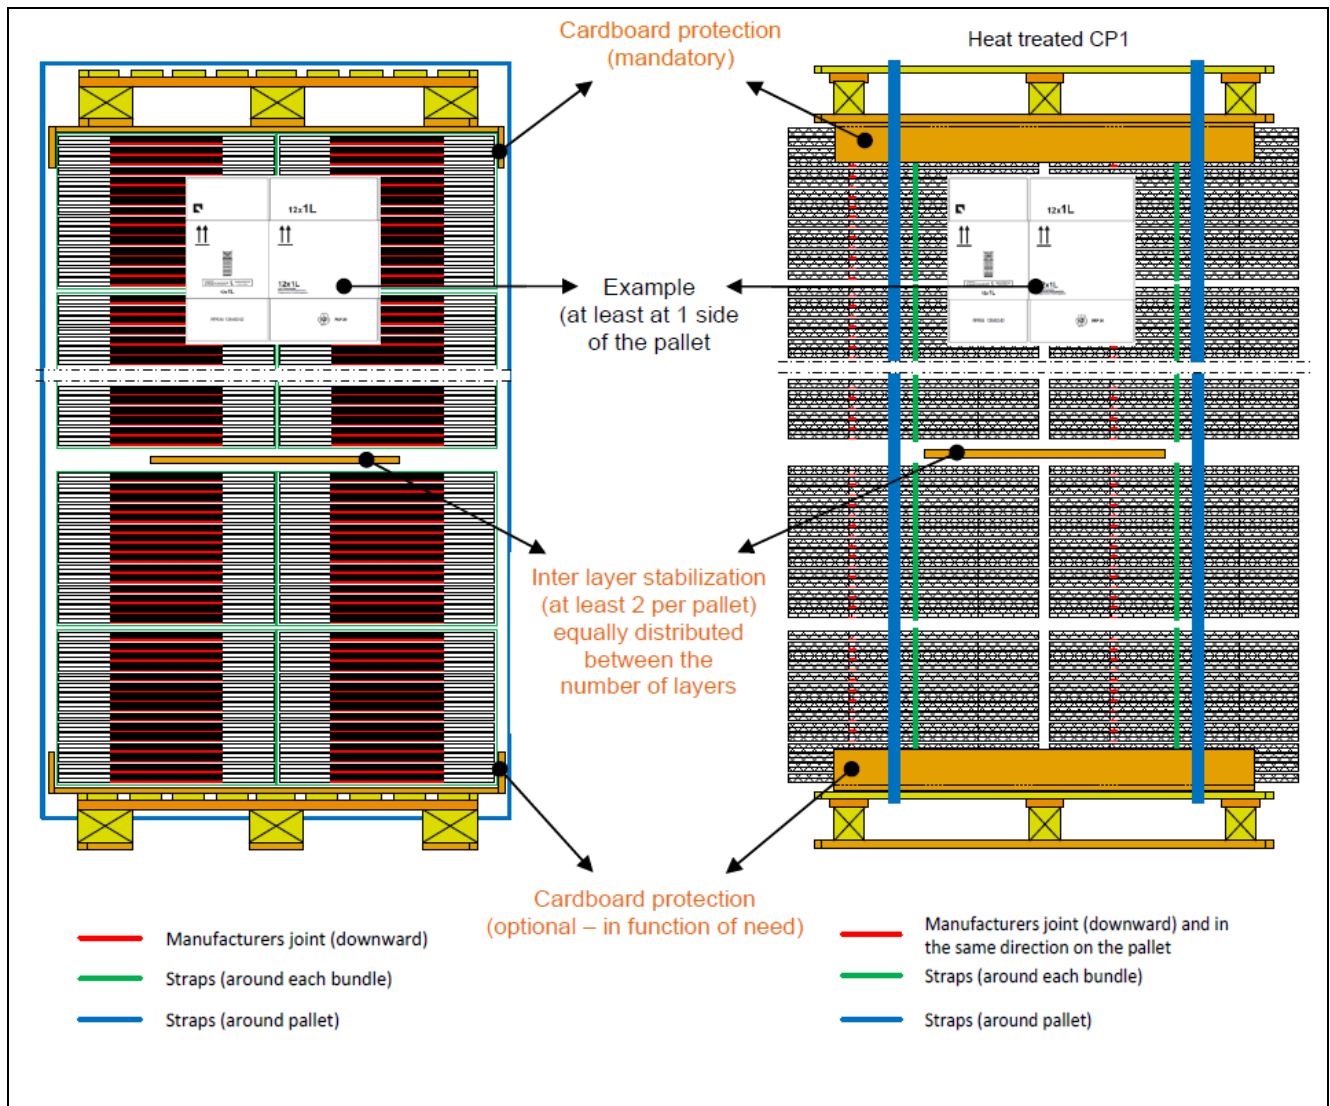 Cardboard protection
(mandatory)
Heat treated CP1
12x1L
12x1L
12x1L
12x1L
Example
(at least at 1 side
of the pallet
Inter layer stabilization
(at least 2 per pallet)
equally distributed
between the
number of layers
Cardboard protection
(optional – in function of need)
Manufacturers joint (downward)
Straps (around each bundle)
Straps (around pallet)
Manufacturers joint (downward) and in
the same direction on the pallet
Straps (around each bundle)
Straps (around pallet)